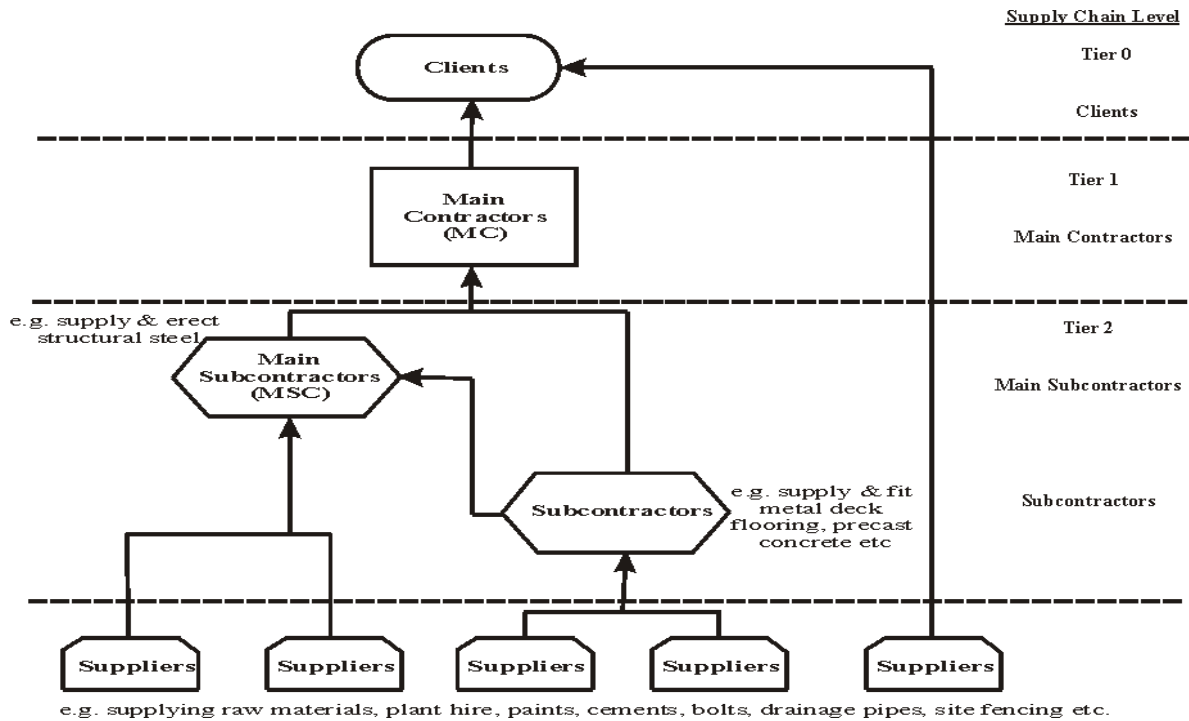 Supply Chain Level
Tier 0
Clients
Clients
Tier 1
Main
Contractors
(MC)
Main Contractors
e.g. supply & erect
structural steel
Tier 2
Main
Subcontractors
(MSC)
Main Subcontractors
Subcontractors
e.g. supply & fit
metal deck
flooring, precast
concrete etc
Subcontractors
Suppliers
Suppliers
Suppliers
Suppliers
Suppliers
e.g. supplying raw materials, plant hire, paints, cements, bolts, drainage pipes, site fencing etc.